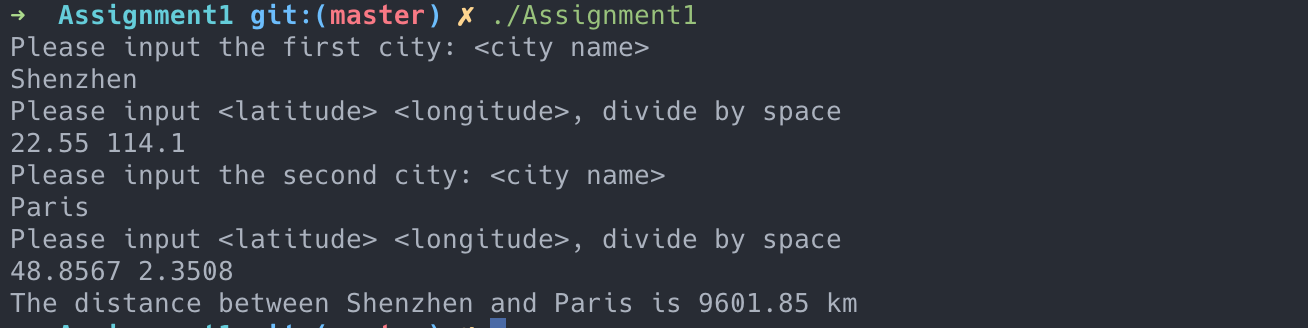 ➜ Assignment1 git:(master) ✗ ./Assignment1
Please input the first city: <city name>
Shenzhen
Please input <latitude> <longitude>, divide by space
22.55 114.1
Please input the second city: <city name>
Paris
Please input <latitude> <longitude>, divide by space
48.8567 2.3508
The distance between Shenzhen and Paris is 9601.85 km